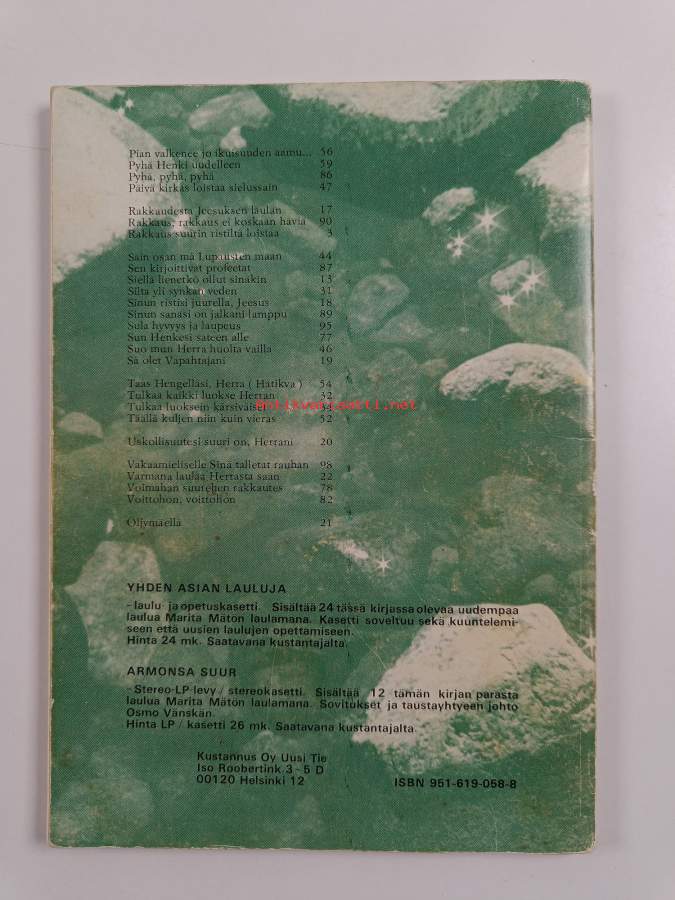 Pian valkenee jo ikuisuuden aamu... 56
Pyhä Henki uudelleen 59
Pyhä, pyhä, pyhä 86
Päivä kirkas loistaa sielussain 47
Rakkaudesta Jeesuksen laulan 17
Rakkaus, rakkaus ei koskaan häviä 90
Rakkaus suurin ristiltä loistaa 3
Sain osan mä Lupausten maan 44
Sen kirjoittivat profeetat 87
Siellä lienetkö ollut sinäkin 13
Silta yli synkän veden 31
Sinun ristisi juurella, Jeesus 18
Sinun sanasi on jalkani lamppu 89
Sula hyvyys ja laupeus 95
Sun Henkesi sateen alle 77
Suo mun Herra huolta vailla 46
Sä olet Vapahtajani 19
Taas Hengelläsi, Herra ( Hatikva ) 54
Tulkaa kaikki luokse Herran 32
Tulkaa luoksein kärsiväiset
antikvariaatti.net
Täällä kuljen niin kuin vieras 52
Uskollisuutesi suuri on, Herrani 20
Vakaamieliselle Sinä talletat rauhan 98
Varmana laulaa Herrasta saan 22
Voimahan suurehen rakkautes 78
Voittohon, voittohon 82
Öljymäellä 21
YHDEN ASIAN LAULUJA
- laulu- ja opetuskasetti. Sisältää 24 tässä kirjassa olevaa uudempaa
laulua Marita Mätön laulamana. Kasetti soveltuu sekä kuuntelemi-
seen että uusien laulujen opettamiseen.
Hinta 24 mk. Saatavana kustantajalta.
ARMONSA SUUR
- Stereo-LP-levy / stereokasetti. Sisältää 12 tämän kirjan parasta
laulua Marita Mätön laulamana. Sovitukset ja taustayhtyeen johto
Osmo Vänskän.
Hinta LP / kasetti 26 mk. Saatavana kustantajalta.
Kustannus Oy Uusi Tie
Iso Roobertink. 3 - 5 D
00120 Helsinki 12
ISBN 951-619-058-8